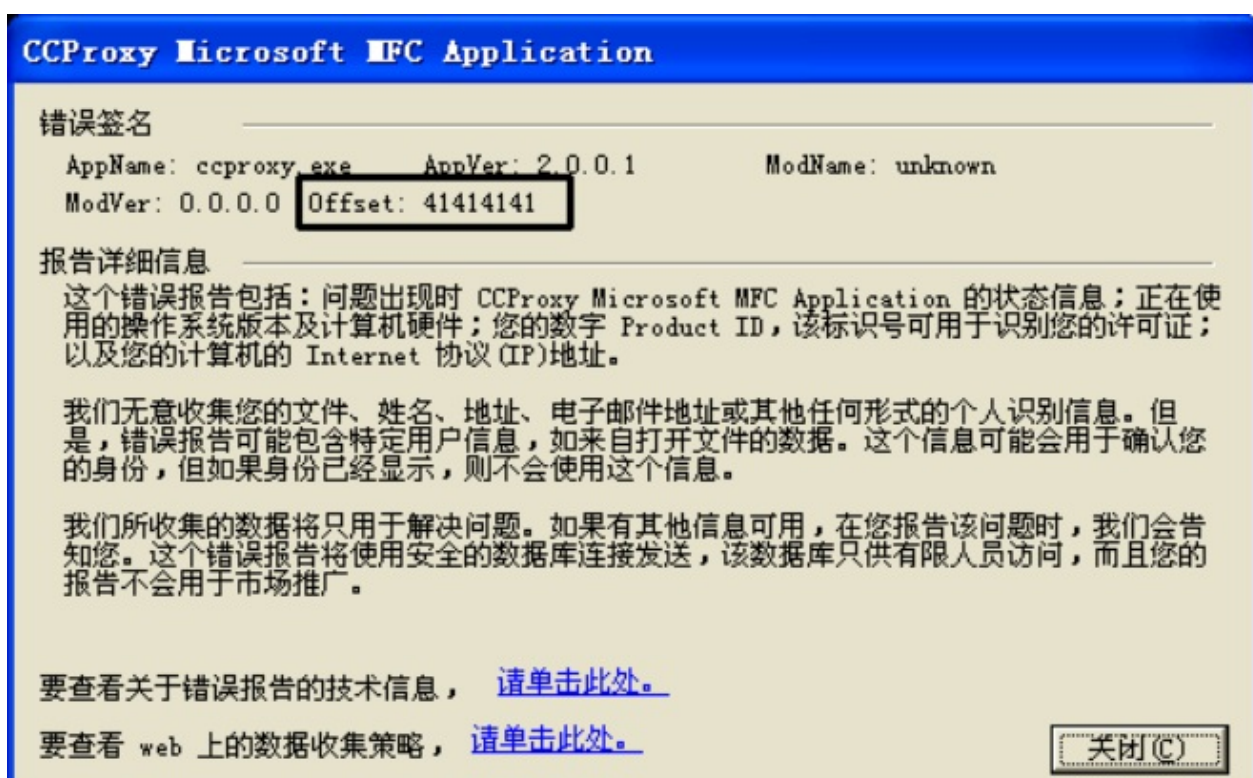 CCProxy Microsoft MFC Application
错误签名
AppName: ccproxy.exe AppVer: 2.0.0.1 ModName: unknown
ModVer: 0.0.0.0 Offset: 41414141
报告详细信息
这个错误报告包括：问题出现时 CCProxy Microsoft MFC Application 的状态信息；正在使
用的操作系统版本及计算机硬件；您的数字 Product ID，该标识号可用于识别您的许可证；
以及您的计算机的 Internet 协议(IP)地址。
我们无意收集您的文件、姓名、地址、电子邮件地址或其他任何形式的个人识别信息。但
是，错误报告可能包含特定用户信息，如来自打开文件的数据。这个信息可能会用于确认您
的身份，但如果身份已经显示，则不会使用这个信息。
我们所收集的数据将只用于解决问题。如果有其他信息可用，在您报告该问题时，我们会告
知您。这个错误报告将使用安全的数据库连接发送，该数据库只供有限人员访问，而且您的
报告不会用于市场推广。
要查看关于错误报告的技术信息， 请单击此处。
要查看 web 上的数据收集策略， 请单击此处。
关闭(C)